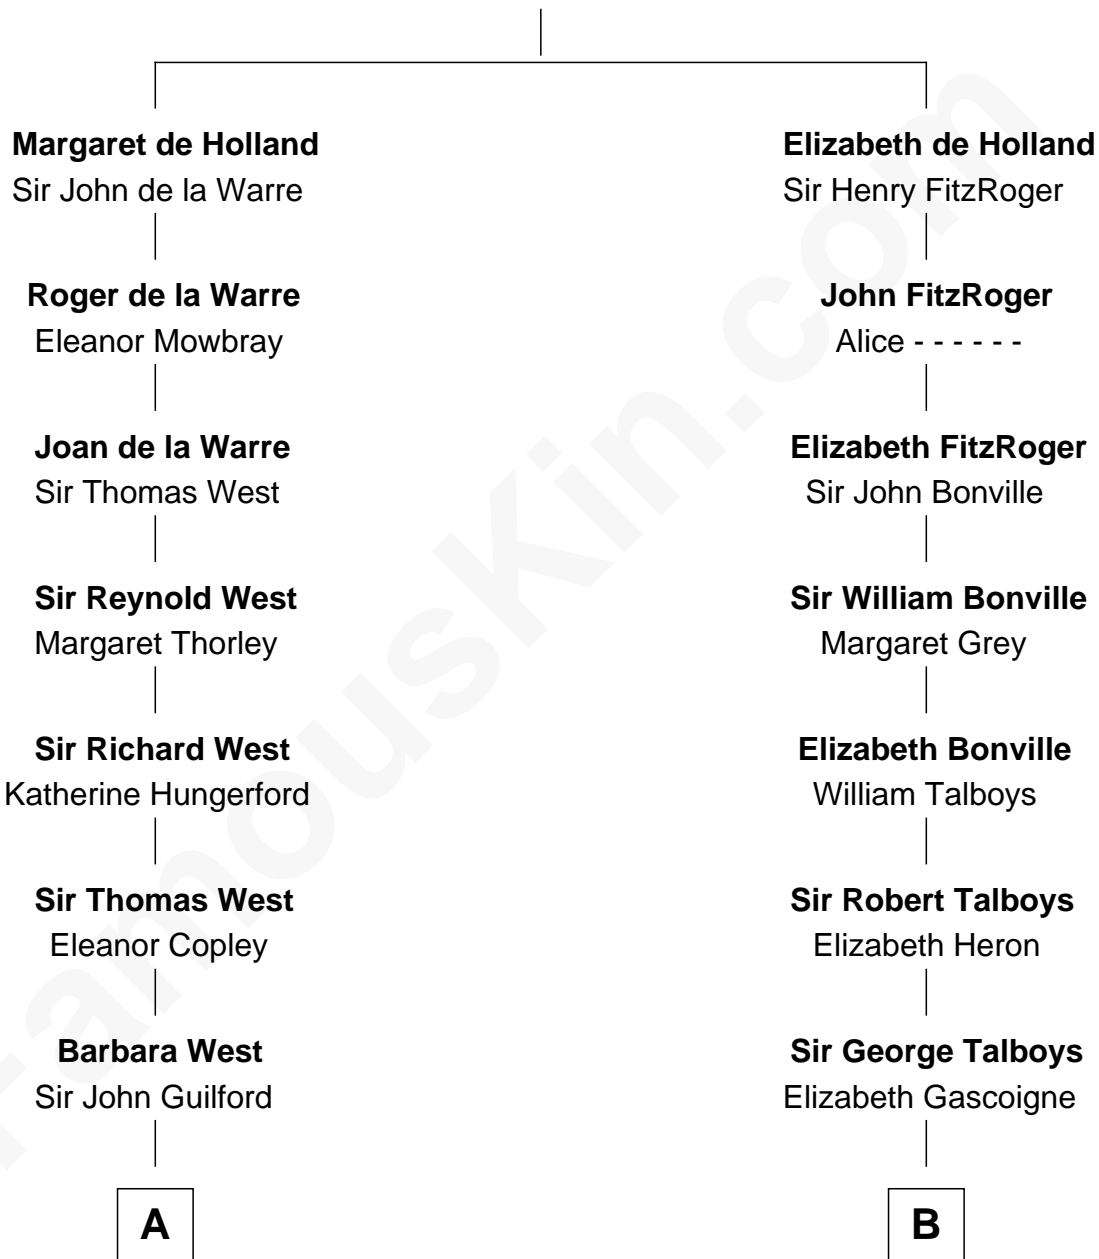 Margaret de Holland
Sir John de la Warre
Elizabeth de Holland
Sir Henry FitzRoger
Roger de la Warre
Eleanor Mowbray
John FitzRoger
Alice - - - - - -
Joan de la Warre
Sir Thomas West
Elizabeth FitzRoger
Sir John Bonville
Sir Reynold West
Margaret Thorley
Sir William Bonville
Margaret Grey
Sir Richard West
Katherine Hungerford
Elizabeth Bonville
William Talboys
Sir Thomas West
Eleanor Copley
Sir Robert Talboys
Elizabeth Heron
Barbara West
Sir John Guilford
Sir George Talboys
Elizabeth Gascoigne
A
B
FamousKin.com